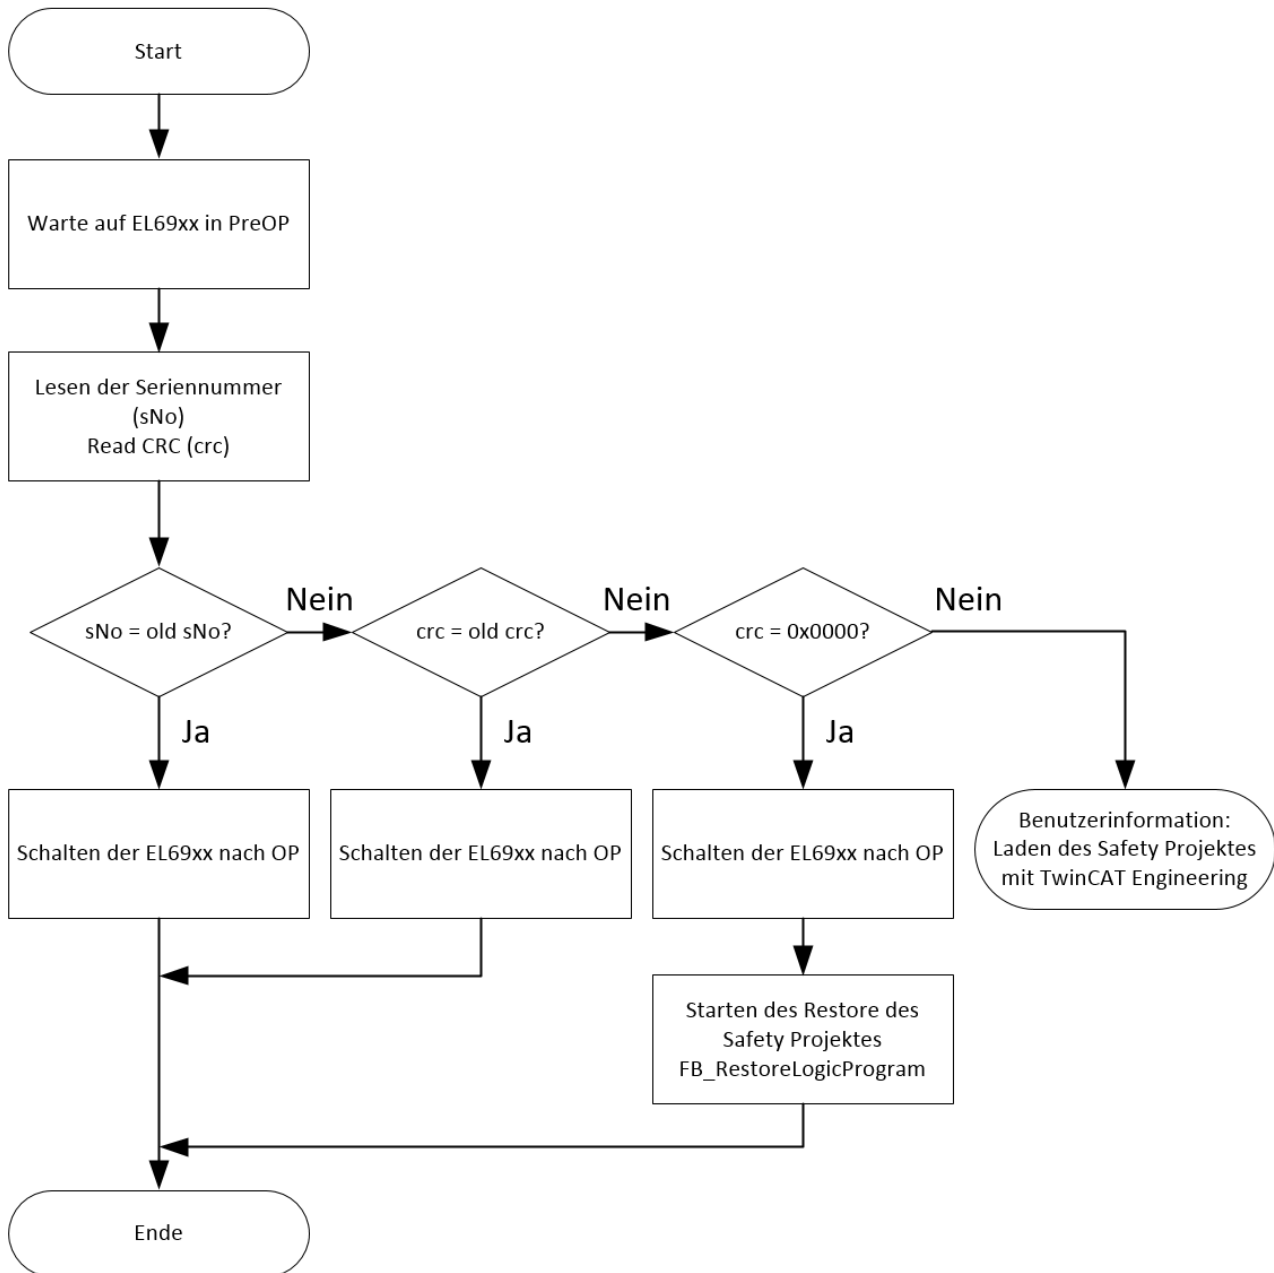 Start
Warte auf EL69xx in PreOP
Lesen der Seriennummer
(sNo)
Read CRC (crc)
sNo = old sNo?
Nein
crc = old crc?
Nein
crc = 0x0000?
Nein
Ja
Ja
Ja
Schalten der EL69xx nach OP
Schalten der EL69xx nach OP
Schalten der EL69xx nach OP
Benutzerinformation:
Laden des Safety Projektes
mit TwinCAT Engineering
Starten des Restore des
Safety Projektes
FB_RestoreLogicProgram
Ende